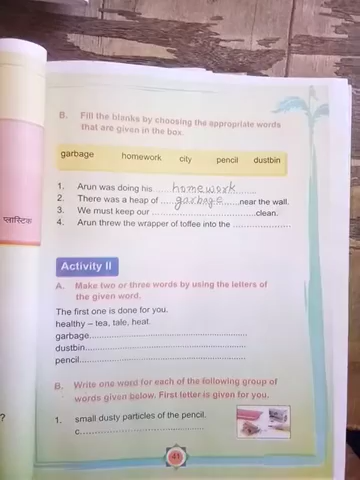 B. Fill the blanks by choosing the appropriate words
that are given in the box.
garbage homework city pencil dustbin
1. Arun was doing his ...homework.......
2. There was a heap of ....garbage.....near the wall.
3. We must keep our ....................................clean.
4. Arun threw the wrapper of toffee into the .....................
प्लास्टिक
Activity II
A. Make two or three words by using the letters of
the given word.
The first one is done for you.
healthy – tea, tale, heat.
garbage.......................................................
dustbin.......................................................
pencil.........................................................
B. Write one word for each of the following group of
words given below. First letter is given for you.
?
1. small dusty particles of the pencil.
c............................................
41